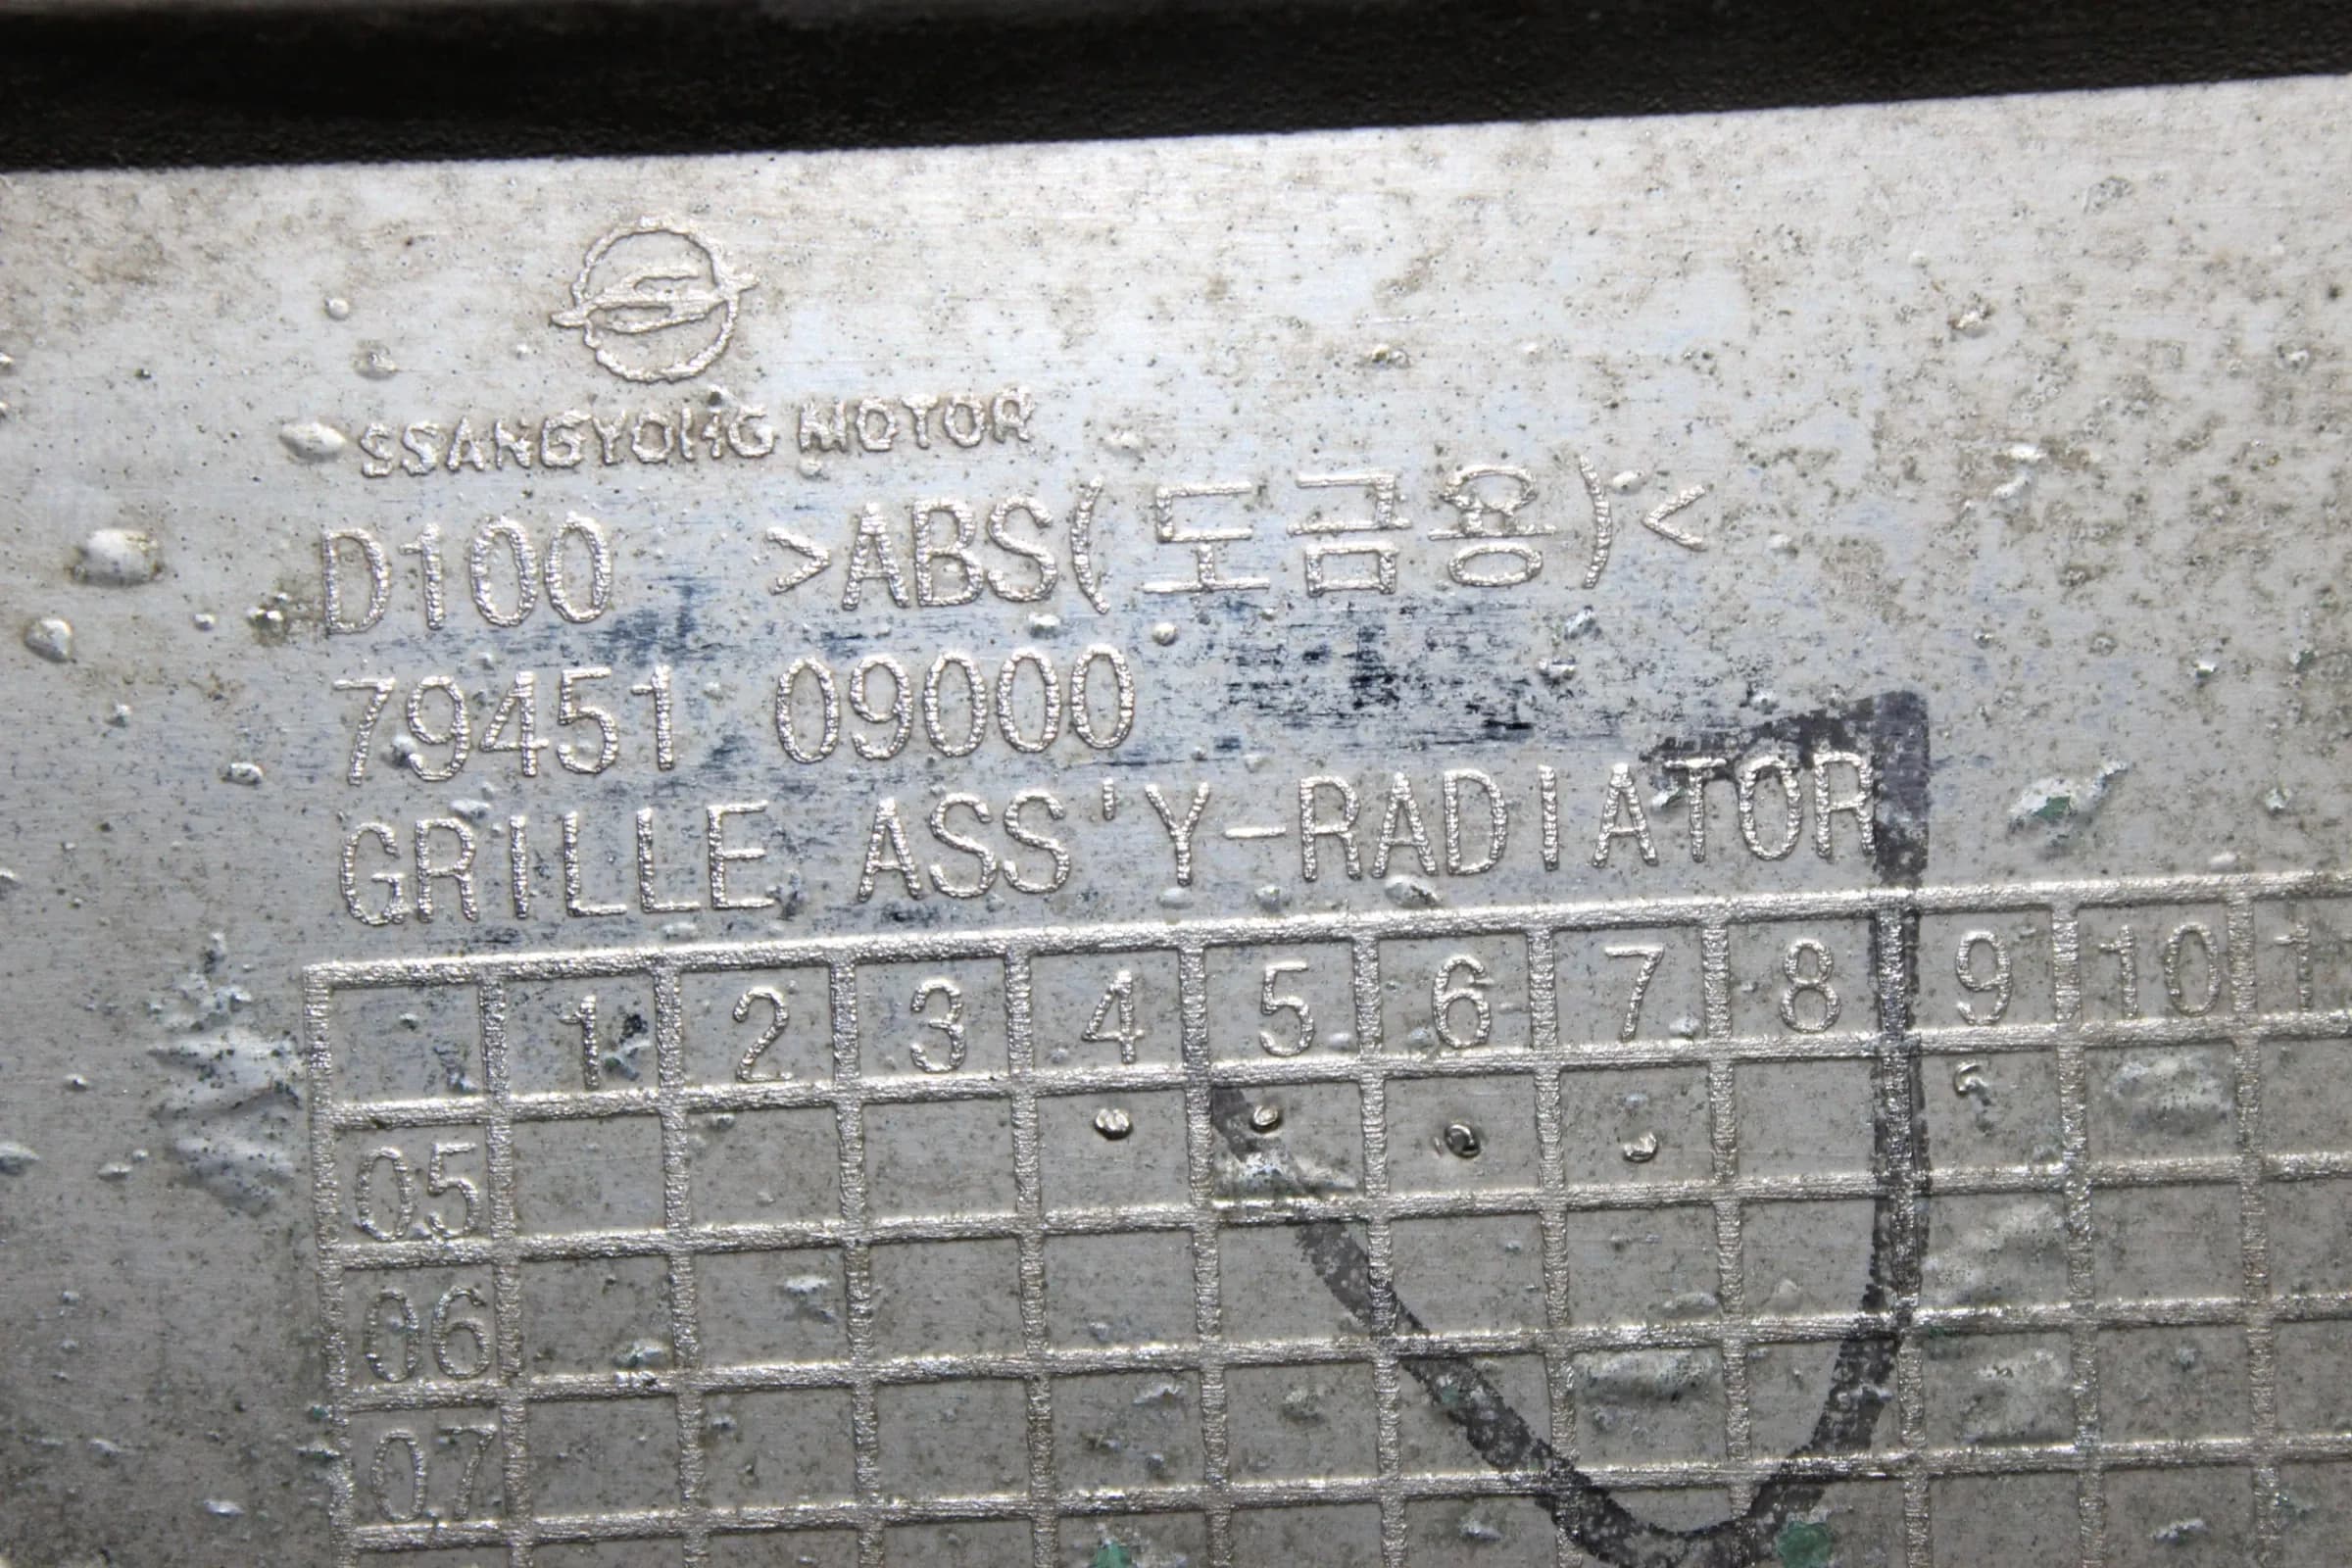 SSANGYONG MOTOR
D100 >ABS(도금용)<
79451 09000
GRILLE ASS'Y-RADIATOR
1 2 3 4 5 6 7 8 9 10
05
06
07